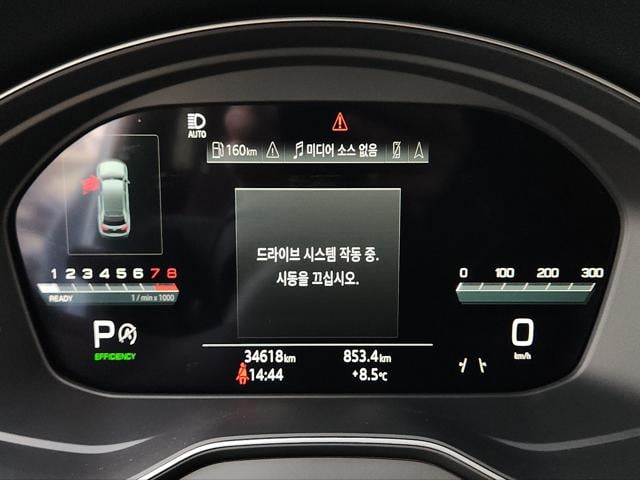 AUTO
160km
미디어 소스 없음
드라이브 시스템 작동 중.
시동을 끄십시오.
1 2 3 4 5 6 7 8
READY 1 / min x 1000
0 100 200 300
P A
EFFICIENCY
0
km/h
34618km 853.4km
14:44 +8.5°C